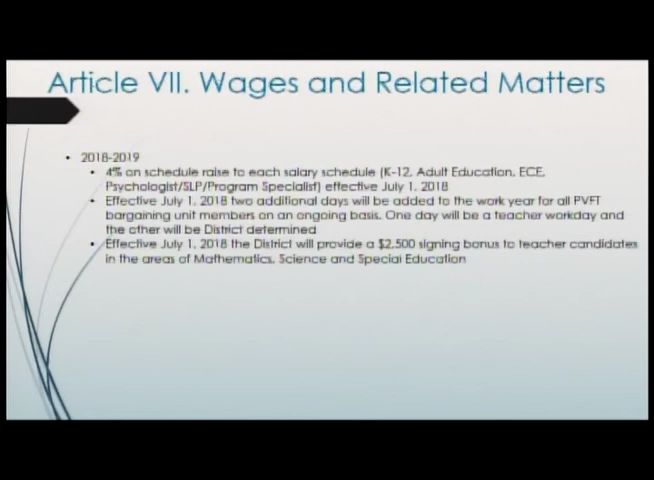 Article VII. Wages and Related Matters
• 2018-2019
• 4% on schedule raise to each salary schedule (K-12, Adult Education, ECE,
Psychologist/SLP/Program Specialist) effective July 1, 2018
• Effective July 1, 2018 two additional days will be added to the work year for all PVFT
bargaining unit members on an ongoing basis. One day will be a teacher workday and
the other will be District determined
• Effective July 1, 2018 the District will provide a $2,500 signing bonus to teacher candidates
in the areas of Mathematics, Science and Special Education